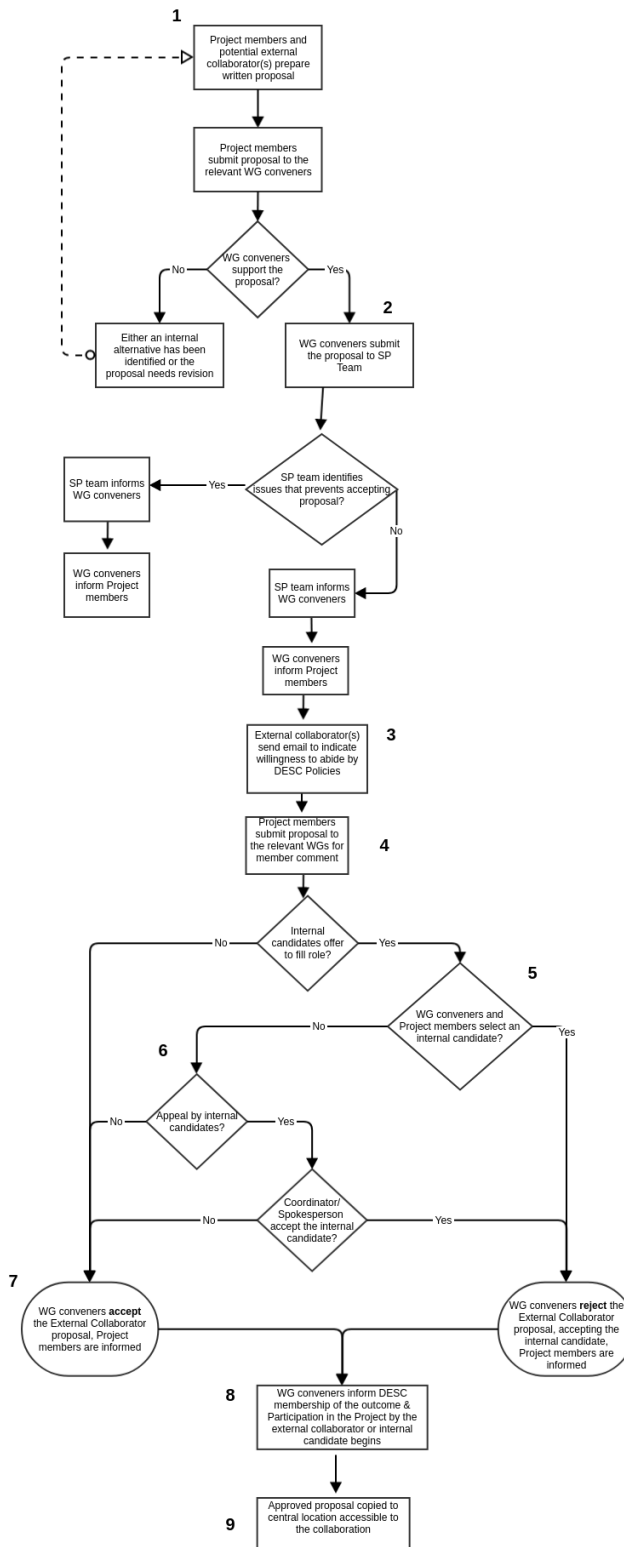 1
Project members and
potential external
collaborator(s) prepare
written proposal
Project members
submit proposal to the
relevant WG conveners
WG conveners
support the
proposal?
No
Yes
2
Either an internal
alternative has been
identified or the
proposal needs revision
WG conveners submit
the proposal to SP
Team
SP team identifies
issues that prevents accepting
proposal?
Yes
No
SP team informs
WG conveners
WG conveners
inform Project
members
SP team informs
WG conveners
WG conveners
inform Project
members
3
External collaborator(s)
send email to indicate
willingness to abide by
DESC Policies
4
Project members
submit proposal to
the relevant WGs for
member comment
Internal
candidates offer
to fill role?
No
Yes
5
WG conveners and
Project members select an
internal candidate?
No
Yes
6
Appeal by internal
candidates?
No
Yes
Coordinator/
Spokesperson
accept the internal
candidate?
No
Yes
7
WG conveners accept
the External Collaborator
proposal, Project
members are informed
WG conveners reject the
External Collaborator
proposal, accepting the
internal candidate,
Project members are
informed
8
WG conveners inform DESC
membership of the outcome &
Participation in the Project by the
external collaborator or internal
candidate begins
9
Approved proposal copied to
central location accessible to
the collaboration